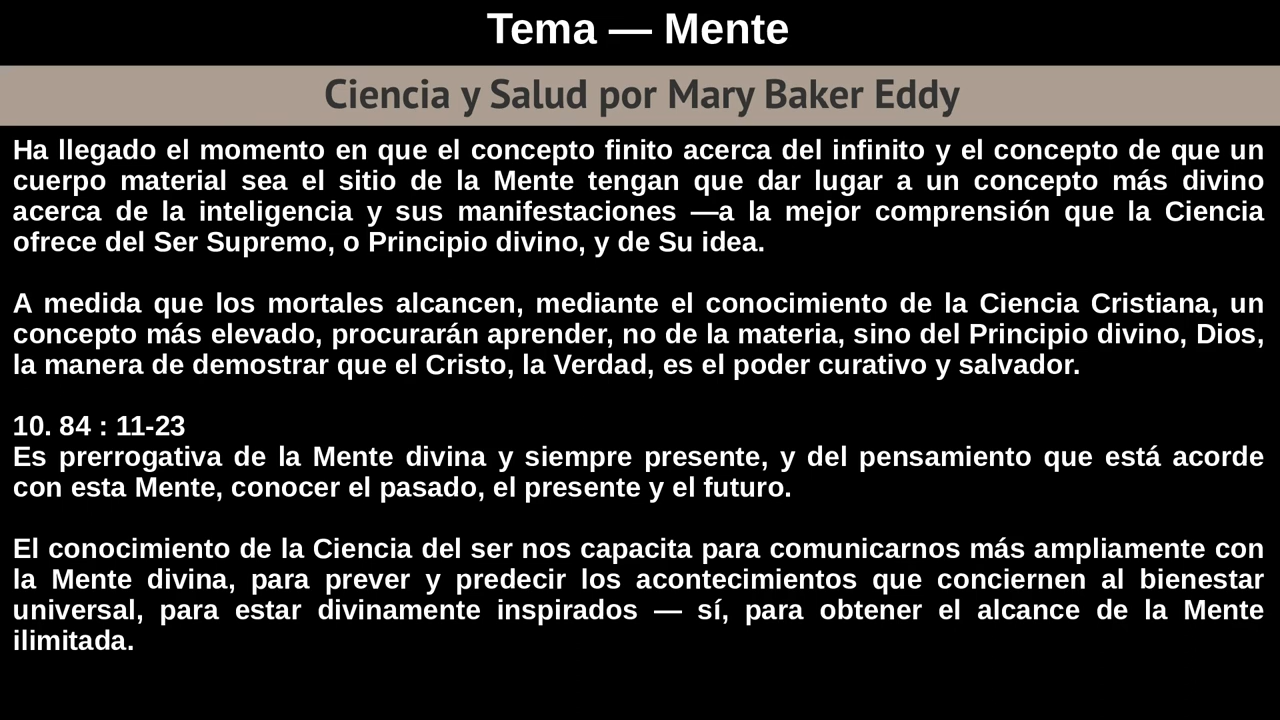 Tema — Mente
Ciencia y Salud por Mary Baker Eddy
Ha llegado el momento en que el concepto finito acerca del infinito y el concepto de que un
cuerpo material sea el sitio de la Mente tengan que dar lugar a un concepto más divino
acerca de la inteligencia y sus manifestaciones —a la mejor comprensión que la Ciencia
ofrece del Ser Supremo, o Principio divino, y de Su idea.
A medida que los mortales alcancen, mediante el conocimiento de la Ciencia Cristiana, un
concepto más elevado, procurarán aprender, no de la materia, sino del Principio divino, Dios,
la manera de demostrar que el Cristo, la Verdad, es el poder curativo y salvador.
10. 84 : 11-23
Es prerrogativa de la Mente divina y siempre presente, y del pensamiento que está acorde
con esta Mente, conocer el pasado, el presente y el futuro.
El conocimiento de la Ciencia del ser nos capacita para comunicarnos más ampliamente con
la Mente divina, para prever y predecir los acontecimientos que conciernen al bienestar
universal, para estar divinamente inspirados — sí, para obtener el alcance de la Mente
ilimitada.